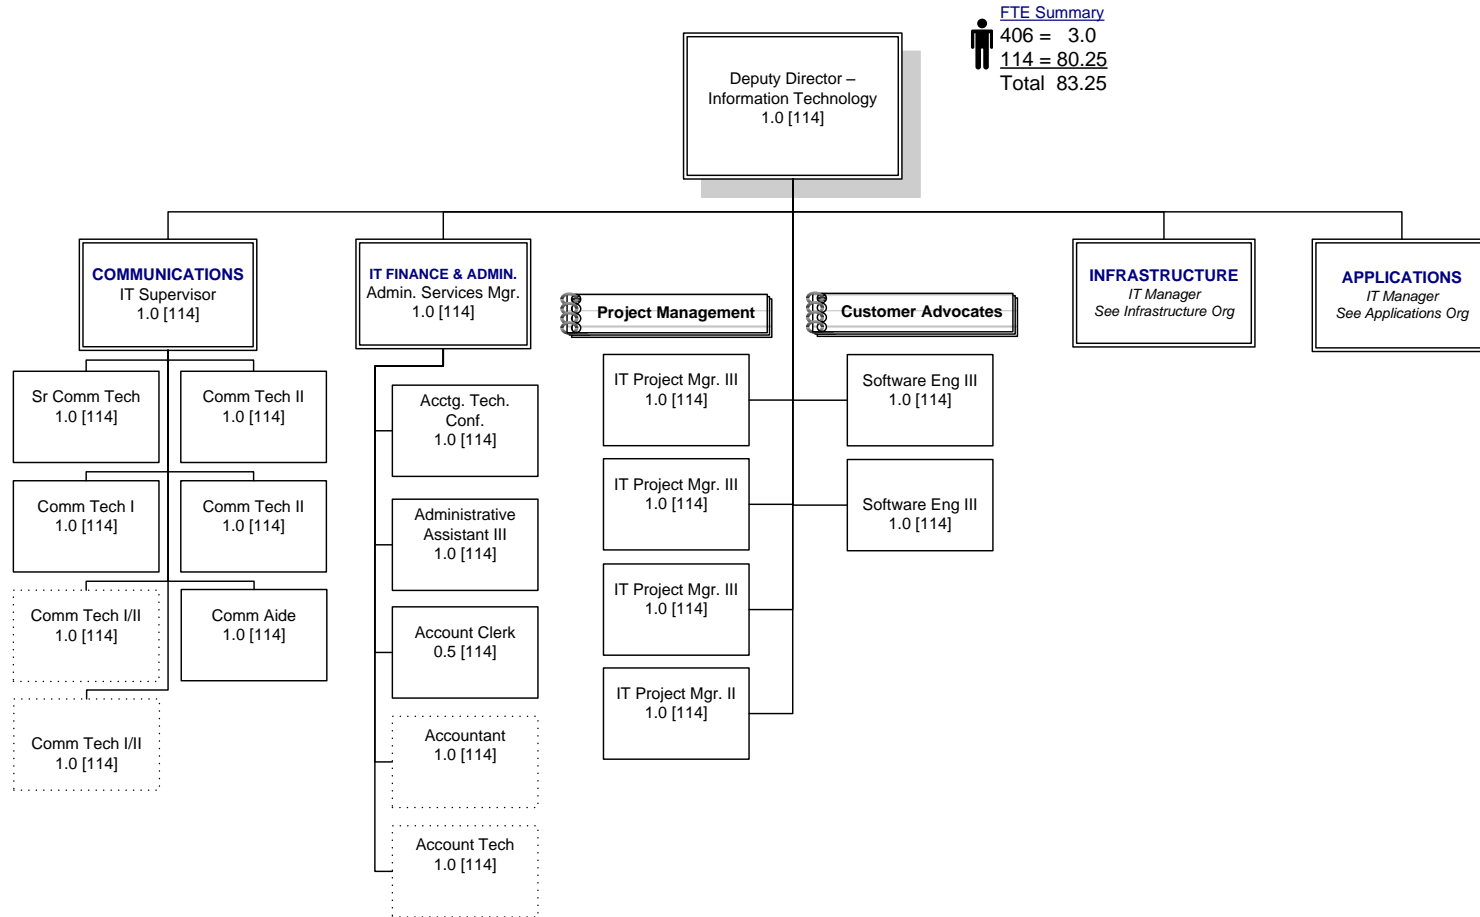 FTE Summary
406 = 3.0
114 = 80.25
Total 83.25
Deputy Director –
Information Technology
1.0 [114]
COMMUNICATIONS
IT Supervisor
1.0 [114]
Sr Comm Tech
1.0 [114]
Comm Tech II
1.0 [114]
Comm Tech I
1.0 [114]
Comm Tech II
1.0 [114]
Comm Tech I/II
1.0 [114]
Comm Aide
1.0 [114]
Comm Tech I/II
1.0 [114]
IT FINANCE & ADMIN.
Admin. Services Mgr.
1.0 [114]
Acctg. Tech.
Conf.
1.0 [114]
Administrative
Assistant III
1.0 [114]
Account Clerk
0.5 [114]
Accountant
1.0 [114]
Account Tech
1.0 [114]
Project Management
IT Project Mgr. III
1.0 [114]
IT Project Mgr. III
1.0 [114]
IT Project Mgr. III
1.0 [114]
IT Project Mgr. II
1.0 [114]
Customer Advocates
Software Eng III
1.0 [114]
Software Eng III
1.0 [114]
INFRASTRUCTURE
IT Manager
See Infrastructure Org
APPLICATIONS
IT Manager
See Applications Org